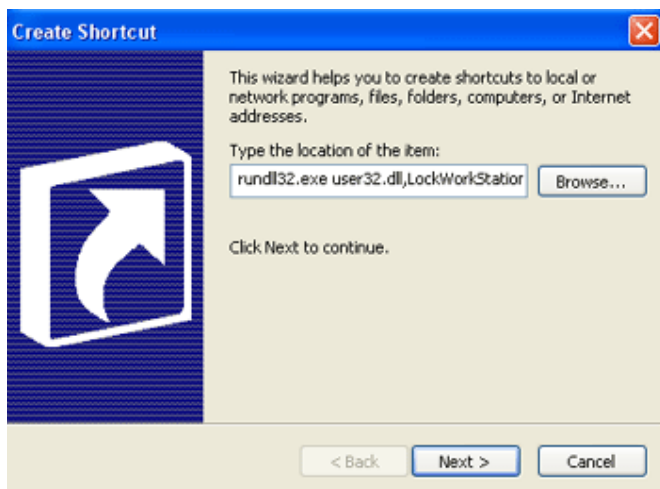 Create Shortcut
This wizard helps you to create shortcuts to local or
network programs, files, folders, computers, or Internet
addresses.
Type the location of the item:
rundll32.exe user32.dll,LockWorkStation
Browse...
Click Next to continue.
< Back
Next >
Cancel